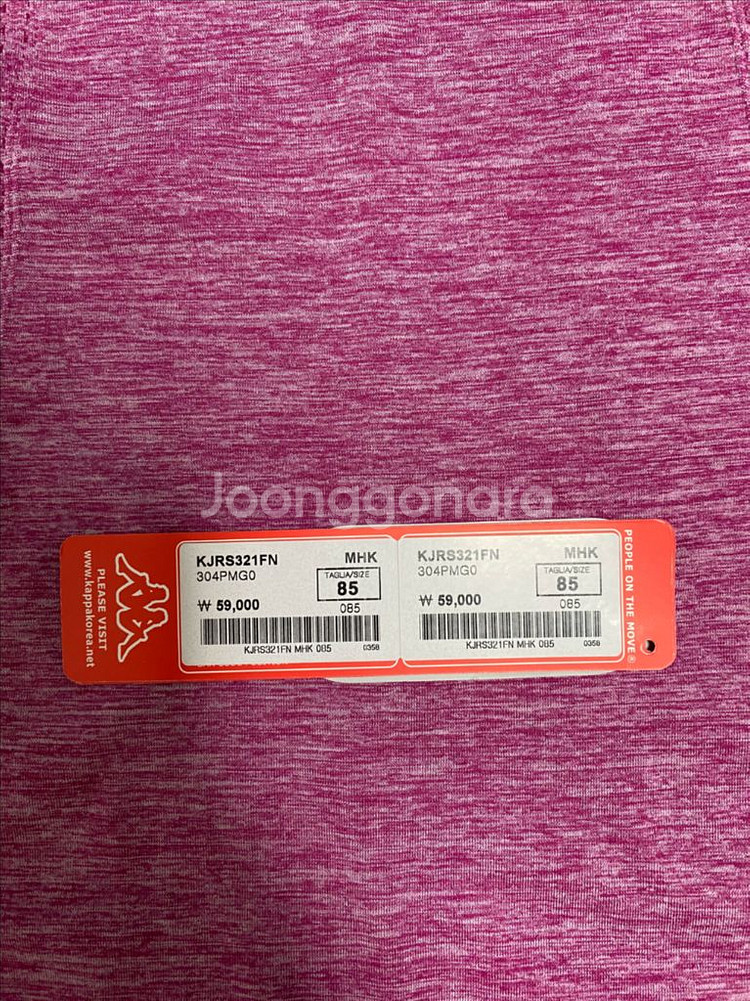 Joonggonara
PLEASE VISIT
www.kappakorea.net
KJRS321FN MHK
304PMG0
TAGLIA/SIZE
85
₩ 59,000
085
KJRS321FN MHK 085 0358
KJRS321FN MHK
304PMG0
TAGLIA/SIZE
85
₩ 59,000
085
KJRS321FN MHK 085 0358
PEOPLE ON THE MOVE®